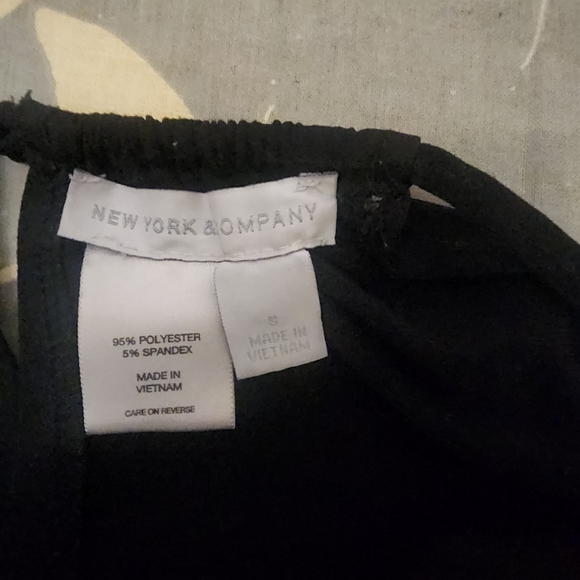 NEW YORK & COMPANY
S
MADE IN
VIETNAM
95% POLYESTER
5% SPANDEX
MADE IN
VIETNAM
CARE ON REVERSE